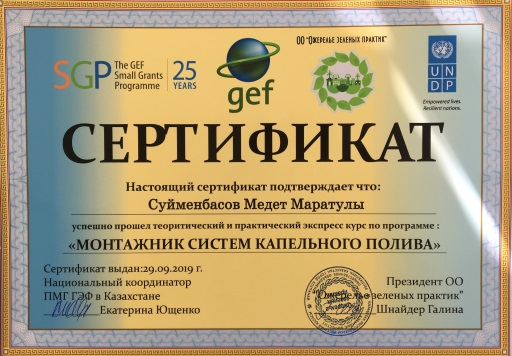 ОО "ОЖЕРЕЛЬЕ ЗЕЛЕНЫХ ПРАКТИК"
SGP The GEF
Small Grants
Programme
25
YEARS
gef
U N
D P
Empowered lives.
Resilient nations.
СЕРТИФИКАТ
Настоящий сертификат подтверждает что:
Суйменбасов Медет Маратулы
успешно прошел теоритический и практический экспресс курс по программе :
«МОНТАЖНИК СИСТЕМ КАПЕЛЬНОГО ПОЛИВА»
Сертификат выдан:29.09.2019 г.
Национальный координатор
ПМГ ГЭФ в Казахстане
Екатерина Ющенко
Президент ОО
"Ожерелье зеленых практик"
Шнайдер Галина